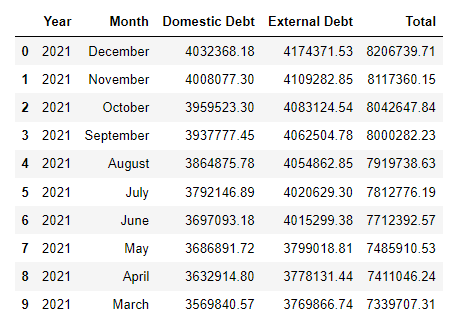 Year Month Domestic Debt External Debt Total
0 2021 December 4032368.18 4174371.53 8206739.71
1 2021 November 4008077.30 4109282.85 8117360.15
2 2021 October 3959523.30 4083124.54 8042647.84
3 2021 September 3937777.45 4062504.78 8000282.23
4 2021 August 3864875.78 4054862.85 7919738.63
5 2021 July 3792146.89 4020629.30 7812776.19
6 2021 June 3697093.18 4015299.38 7712392.57
7 2021 May 3686891.72 3799018.81 7485910.53
8 2021 April 3632914.80 3778131.44 7411046.24
9 2021 March 3569840.57 3769866.74 7339707.31